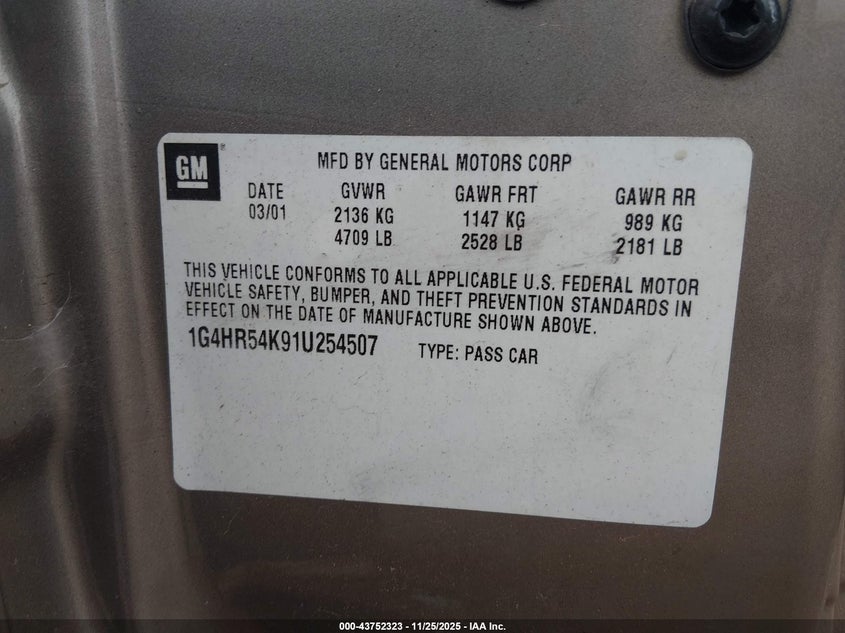 GM
MFD BY GENERAL MOTORS CORP
DATE GVWR GAWR FRT GAWR RR
03/01 2136 KG 1147 KG 989 KG
4709 LB 2528 LB 2181 LB
THIS VEHICLE CONFORMS TO ALL APPLICABLE U.S. FEDERAL MOTOR
VEHICLE SAFETY, BUMPER, AND THEFT PREVENTION STANDARDS IN
EFFECT ON THE DATE OF MANUFACTURE SHOWN ABOVE.
1G4HR54K91U254507 TYPE: PASS CAR
000-43752323 - 11/25/2025 - IAA Inc.